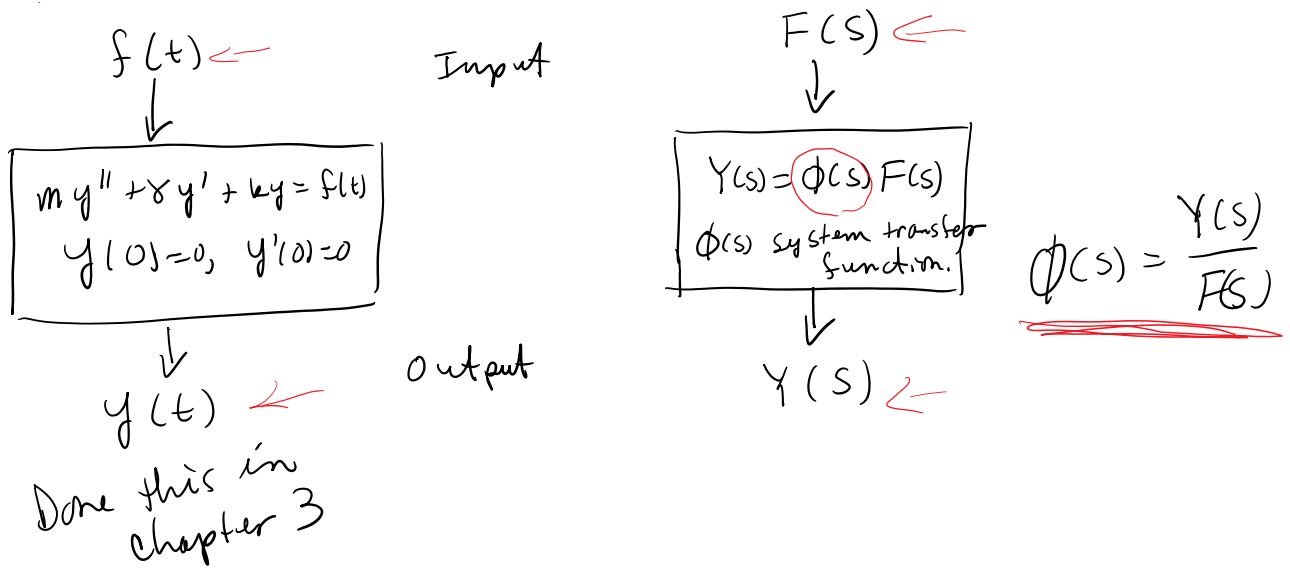 f(t)
my'' + γy' + ky = f(t)
y(0)=0, y'(0)=0
y(t)
Done this in
chapter 3
Input
Output
F(S)
Y(s) = ϕ(s) F(s)
ϕ(s) system transfer
function.
Y(S)
ϕ(s) = Y(s)/F(s)